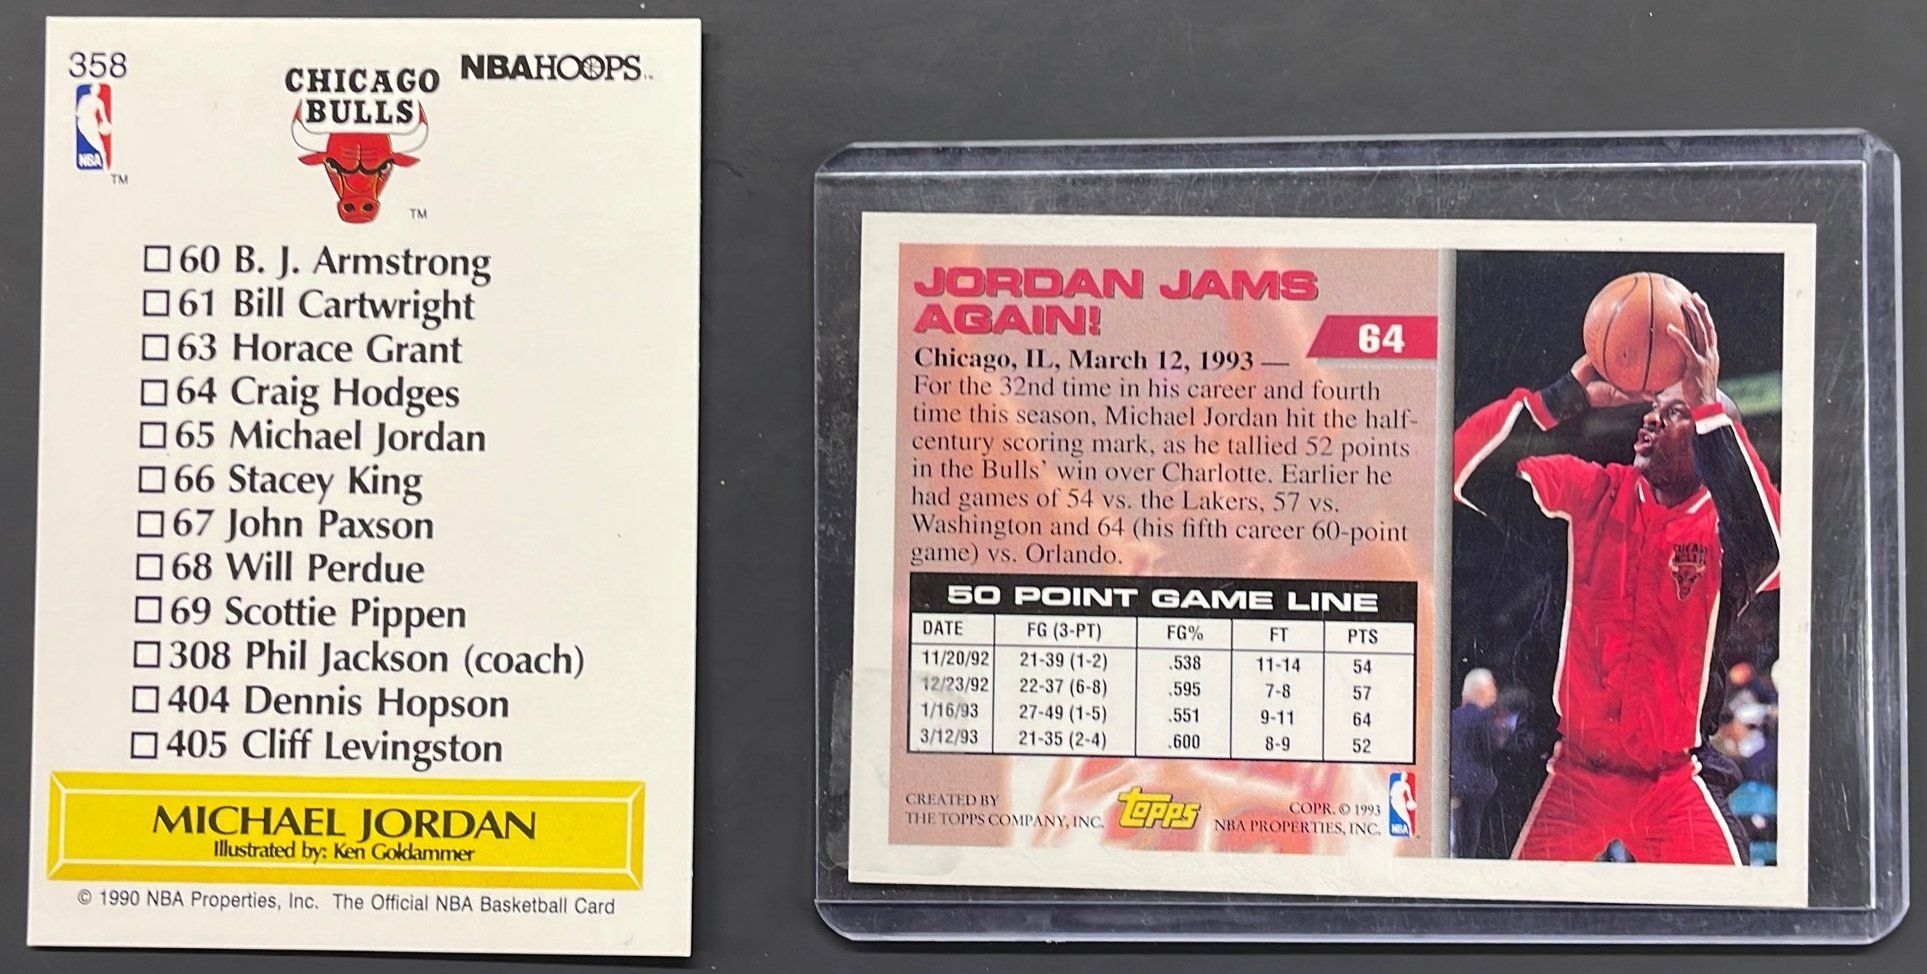 358
NBA
TM
CHICAGO
BULLS
TM
NBAHOOPS™
☐ 60 B. J. Armstrong
☐ 61 Bill Cartwright
☐ 63 Horace Grant
☐ 64 Craig Hodges
☐ 65 Michael Jordan
☐ 66 Stacey King
☐ 67 John Paxson
☐ 68 Will Perdue
☐ 69 Scottie Pippen
☐ 308 Phil Jackson (coach)
☐ 404 Dennis Hopson
☐ 405 Cliff Levingston
MICHAEL JORDAN
Illustrated by: Ken Goldammer
© 1990 NBA Properties, Inc. The Official NBA Basketball Card
JORDAN JAMS
AGAIN!
64
Chicago, IL, March 12, 1993 —
For the 32nd time in his career and fourth
time this season, Michael Jordan hit the half-
century scoring mark, as he tallied 52 points
in the Bulls' win over Charlotte. Earlier he
had games of 54 vs. the Lakers, 57 vs.
Washington and 64 (his fifth career 60-point
game) vs. Orlando.
50 POINT GAME LINE
DATE FG (3-PT) FG% FT PTS
11/20/92 21-39 (1-2) .538 11-14 54
12/23/92 22-37 (6-8) .595 7-8 57
1/16/93 27-49 (1-5) .551 9-11 64
3/12/93 21-35 (2-4) .600 8-9 52
CREATED BY
THE TOPPS COMPANY, INC.
Topps
COPR. © 1993
NBA PROPERTIES, INC.
NBA
CHICAGO
BULLS